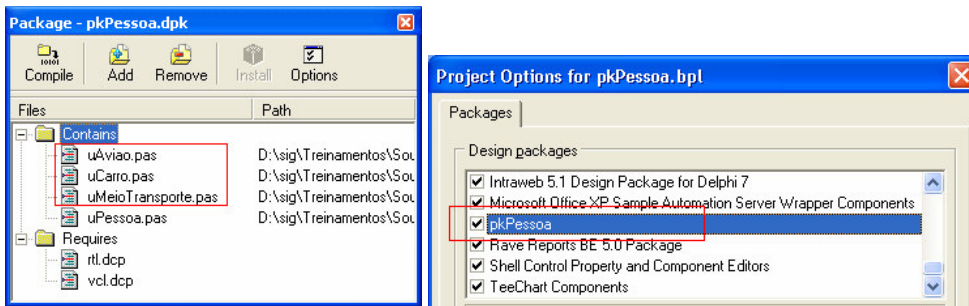 Package - pkPessoa.dpk
Compile Add Remove Install Options
Files Path
Contains
uAviao.pas D:\sig\Treinamentos\Sou
uCarro.pas D:\sig\Treinamentos\Sou
uMeioTransporte.pas D:\sig\Treinamentos\Sou
uPessoa.pas D:\sig\Treinamentos\Sou
Requires
rtl.dcp
vcl.dcp
Project Options for pkPessoa.bpl
Packages
Design packages
Intraweb 5.1 Design Package for Delphi 7
Microsoft Office XP Sample Automation Server Wrapper Components
pkPessoa
Rave Reports BE 5.0 Package
Shell Control Property and Component Editors
TeeChart Components